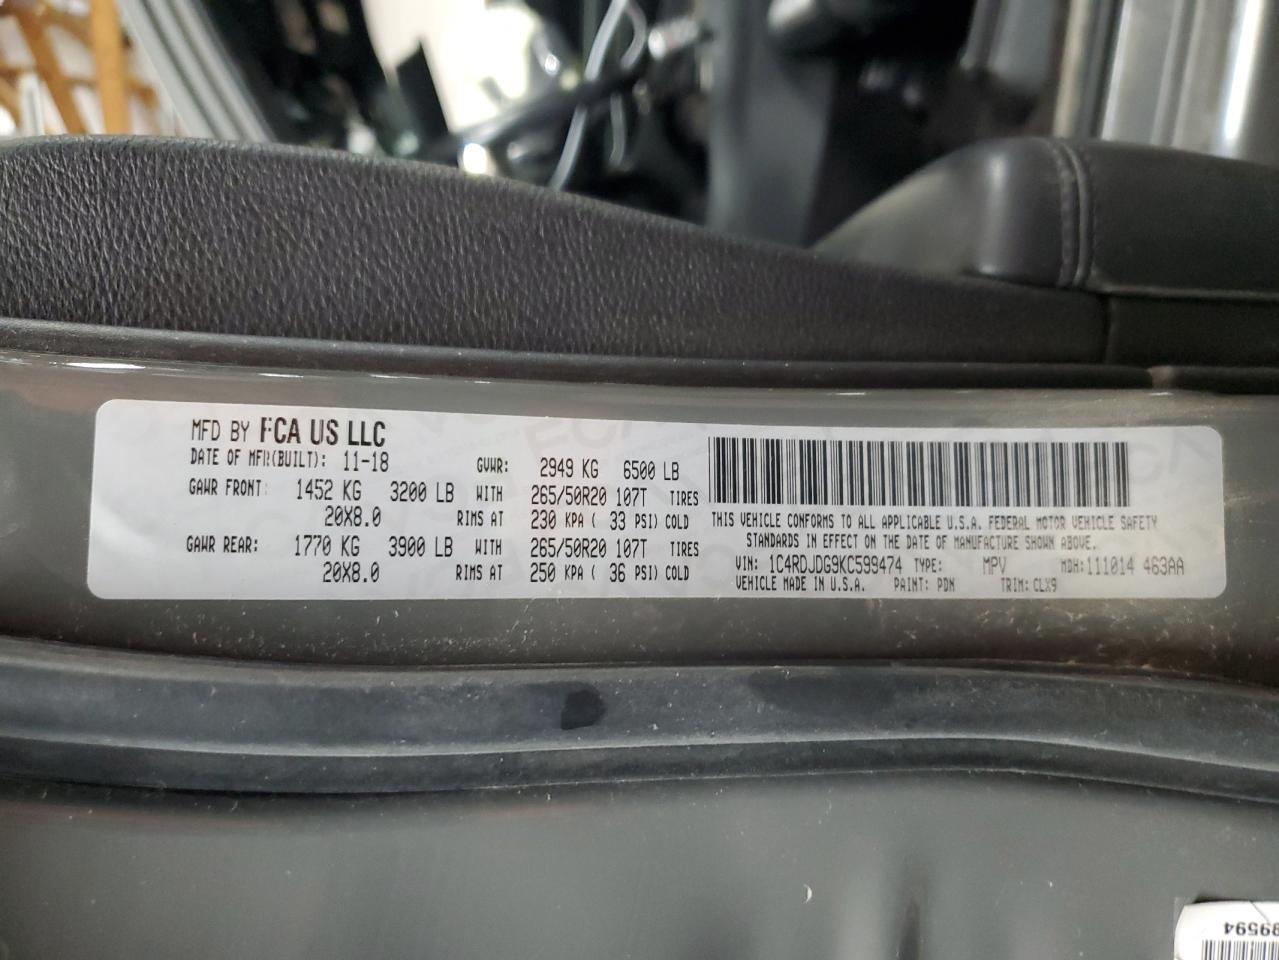 MFD BY FCA US LLC
DATE OF MFR(BUILT): 11-18 GVWR: 2949 KG 6500 LB
GAWR FRONT: 1452 KG 3200 LB WITH 265/50R20 107T TIRES
20X8.0 RIMS AT 230 KPA ( 33 PSI) COLD
GAWR REAR: 1770 KG 3900 LB WITH 265/50R20 107T TIRES
20X8.0 RIMS AT 250 KPA ( 36 PSI) COLD
THIS VEHICLE CONFORMS TO ALL APPLICABLE U.S.A. FEDERAL MOTOR VEHICLE SAFETY
STANDARDS IN EFFECT ON THE DATE OF MANUFACTURE SHOWN ABOVE.
VIN: 1C4RDJDG9KC599474 TYPE: MPV MDH:111014 463AA
VEHICLE MADE IN U.S.A. PAINT: PDN TRIM: CLX9